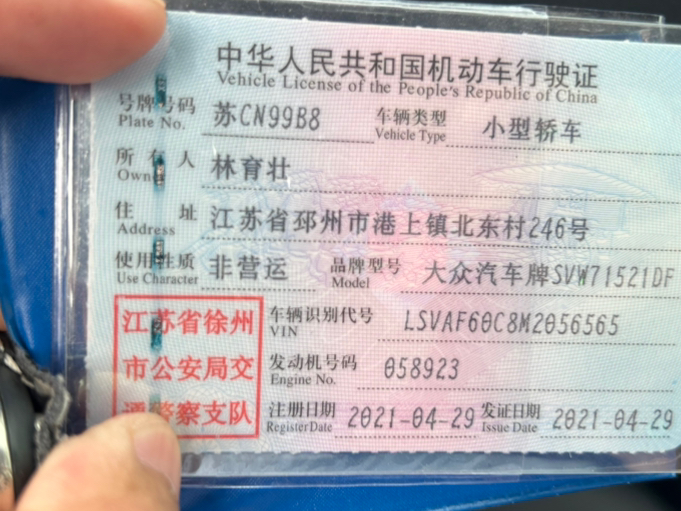 中华人民共和国机动车行驶证
Vehicle License of the People's Republic of China
号牌号码 苏CN99B8 车辆类型 小型轿车
Plate No. Vehicle Type
所有人 林育壮
Owner
住址 江苏省邳州市港上镇北东村246号
Address
使用性质 非营运 品牌型号 大众汽车牌SVW71521DF
Use Character Model
江苏省徐州 车辆识别代号 LSVAF60C8M2056565
VIN
市公安局交 发动机号码 058923
Engine No.
通警察支队 注册日期 2021-04-29 发证日期 2021-04-29
Register Date Issue Date